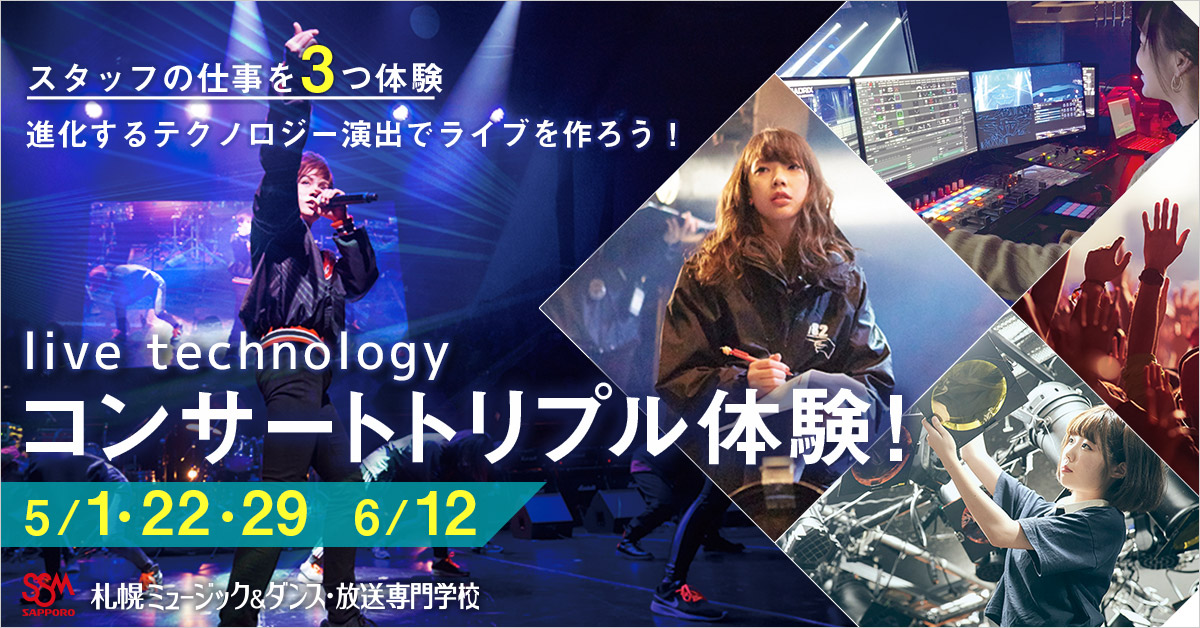 スタッフの仕事を3つ体験
進化するテクノロジー演出でライブを作ろう！
live technology
コンサートトリプル体験！
5/1・22・29 6/12
SSM
SAPPORO
札幌ミュージック&ダンス・放送専門学校